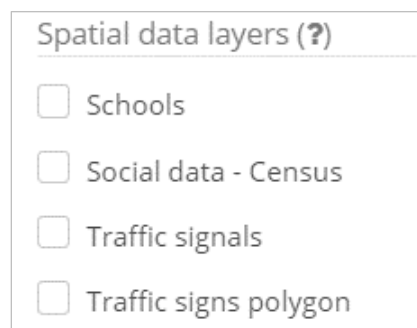 Spatial data layers (?)
Schools
Social data - Census
Traffic signals
Traffic signs polygon